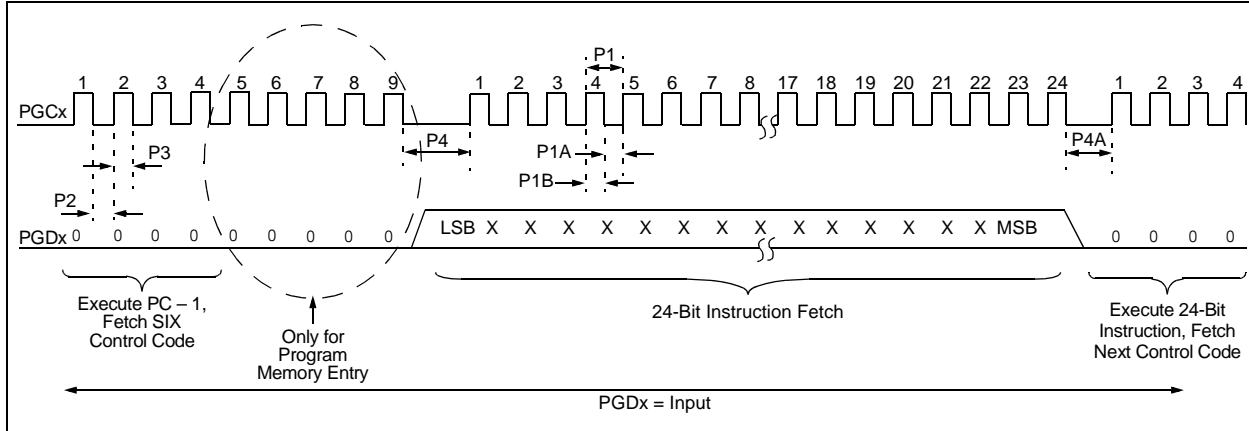 P1
1 2 3 4 5 6 7 8 9 1 2 3 4 5 6 7 8 17 18 19 20 21 22 23 24 1 2 3 4
PGCx
P3 P4 P1A P4A
P1B
P2
LSB X X X X X X X X X X X X X X MSB
PGDx 0 0 0 0 0 0 0 0 0 0 0 0 0
Execute PC – 1,
Fetch SIX
Control Code
Only for
Program
Memory Entry
24-Bit Instruction Fetch
Execute 24-Bit
Instruction, Fetch
Next Control Code
PGDx = Input